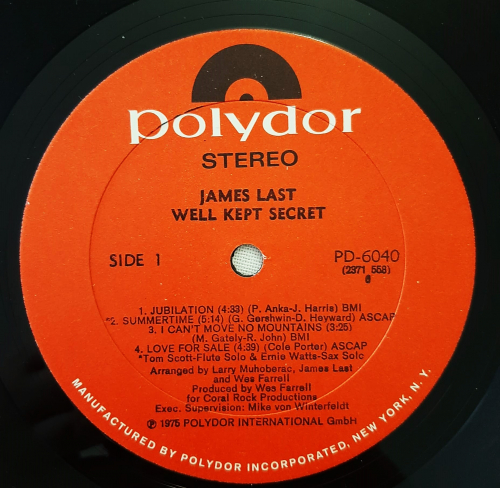 polydor
STEREO
JAMES LAST
WELL KEPT SECRET
SIDE 1
PD-6040
(2371 558)
6
1. JUBILATION (4:33) (P. Anka-J. Harris) BMI
*2. SUMMERTIME (5:14) (G. Gershwin-D. Heyward) ASCAP
3. I CAN'T MOVE NO MOUNTAINS (3:25)
(M. Gately-R. John) BMI
4. LOVE FOR SALE (4:39) (Cole Porter) ASCAP
*Tom Scott-Flute Solo & Ernie Watts-Sax Solo
Arranged by Larry Muhoberac, James Last
and Wes Farrell
Produced by Wes Farrell
for Coral Rock Productions
Exec. Supervision: Mike von Winterfeldt
℗ 1975 POLYDOR INTERNATIONAL GmbH
MANUFACTURED BY POLYDOR INCORPORATED, NEW YORK, N. Y.